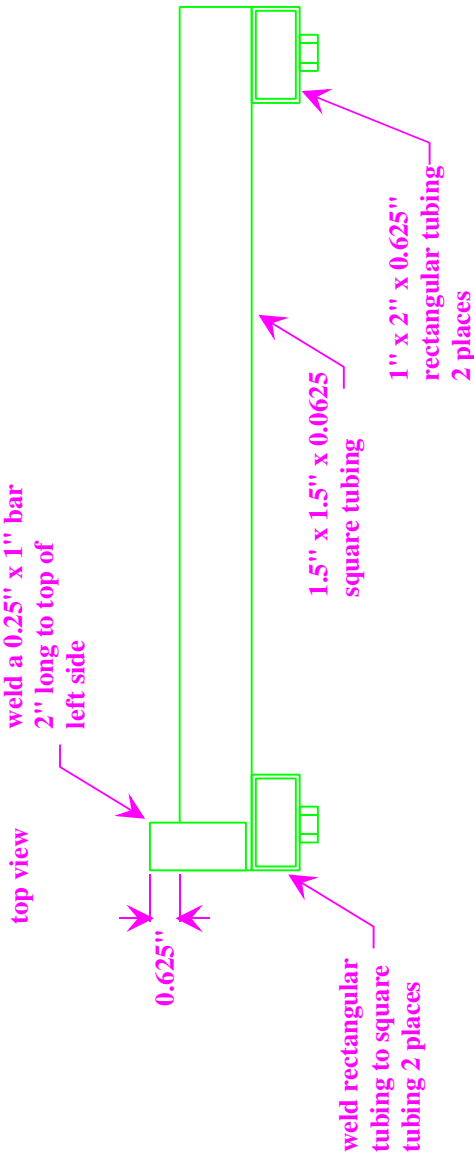 top view
weld a 0.25" x 1" bar
2" long to top of
left side
0.625"
weld rectangular
tubing to square
tubing 2 places
1.5" x 1.5" x 0.0625
square tubing
1" x 2" x 0.625"
rectangular tubing
2 places